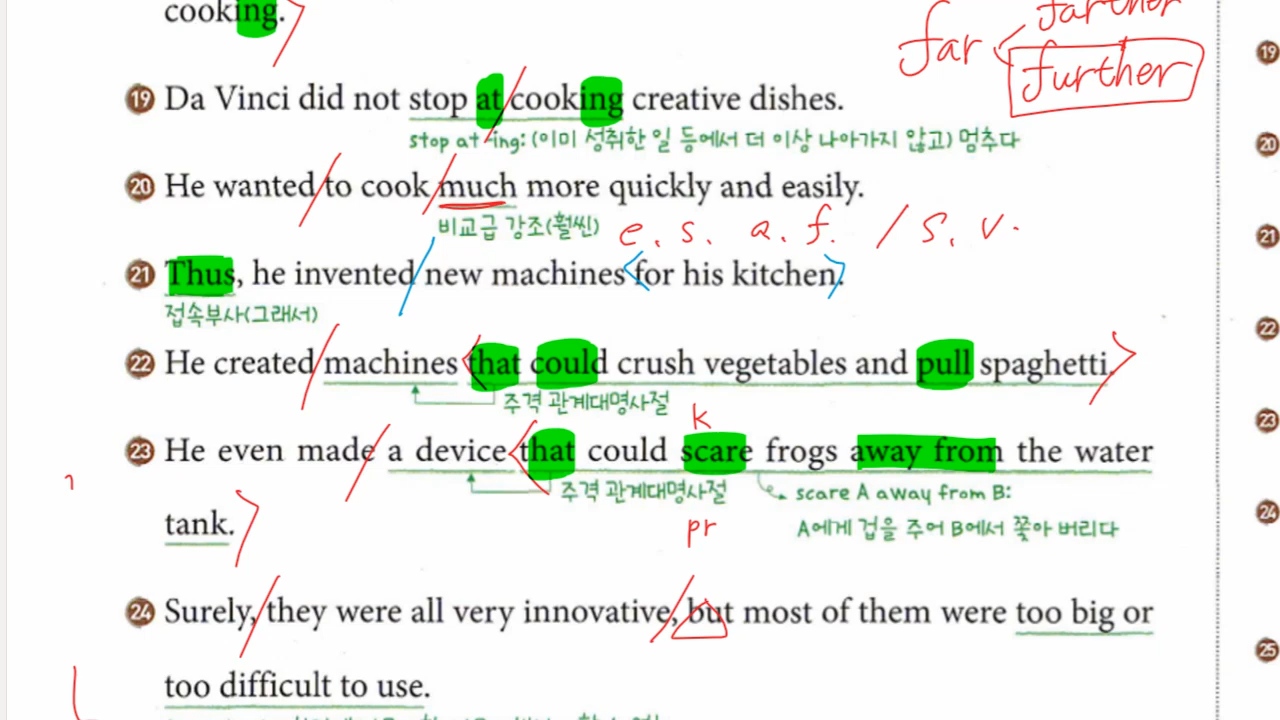 cooking.
far
farther
further
19 Da Vinci did not stop at cooking creative dishes.
stop at -ing: (이미 성취한 일 등에서 더 이상 나아가지 않고) 멈추다
20 He wanted to cook much more quickly and easily.
비교급 강조(훨씬)
e. s. a. f. / s. v.
21 Thus, he invented new machines for his kitchen.
접속부사(그래서)
22 He created machines that could crush vegetables and pull spaghetti.
주격 관계대명사절
k
23 He even made a device that could scare frogs away from the water
주격 관계대명사절
scare A away from B:
tank.
pr
A에게 겁을 주어 B에서 쫓아 버리다
24 Surely, they were all very innovative, but most of them were too big or
too difficult to use.
19
20
21
22
23
24
25